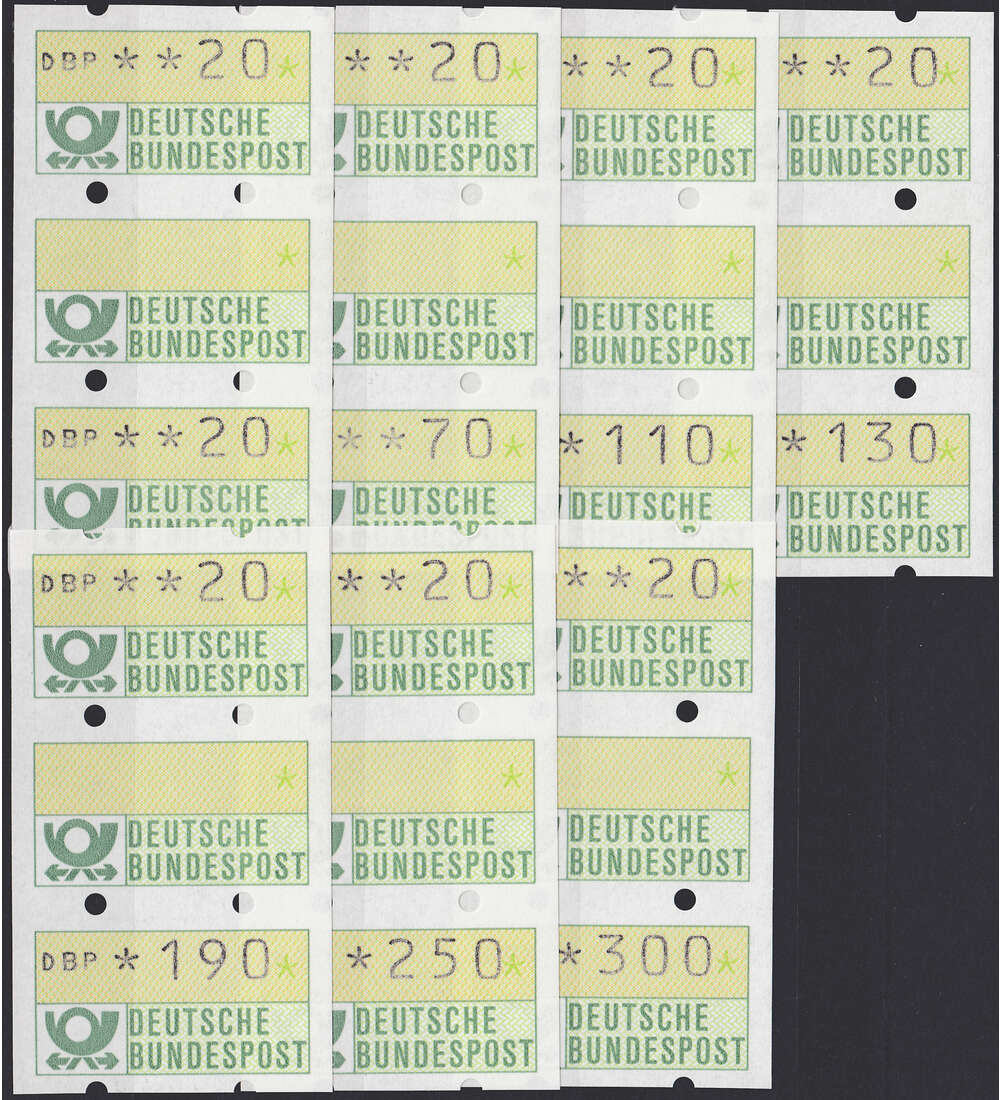 DBP **20*
DEUTSCHE
BUNDESPOST
**20*
DEUTSCHE
BUNDESPOST
**20*
DEUTSCHE
BUNDESPOST
**20*
DEUTSCHE
BUNDESPOST
*
DEUTSCHE
BUNDESPOST
*
DEUTSCHE
BUNDESPOST
*
DEUTSCHE
BUNDESPOST
*
DEUTSCHE
BUNDESPOST
DBP **20*
DEUTSCHE
BUNDESPOST
**70*
DEUTSCHE
BUNDESPOST
*110*
DEUTSCHE
BUNDESPOST
*130*
DEUTSCHE
BUNDESPOST
DBP **20*
DEUTSCHE
BUNDESPOST
**20*
DEUTSCHE
BUNDESPOST
**20*
DEUTSCHE
BUNDESPOST
*
DEUTSCHE
BUNDESPOST
*
DEUTSCHE
BUNDESPOST
*
DEUTSCHE
BUNDESPOST
DBP *190*
DEUTSCHE
BUNDESPOST
*250*
DEUTSCHE
BUNDESPOST
*300*
DEUTSCHE
BUNDESPOST